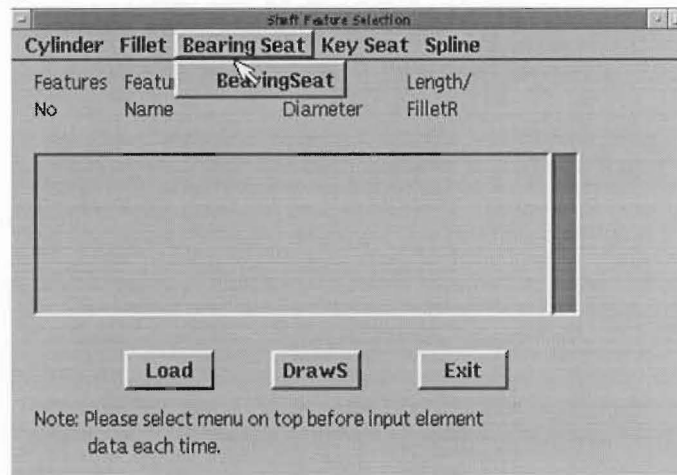 Shaft Feature Selection
Cylinder Fillet Bearing Seat Key Seat Spline
Features Length/
BearingSeat
No Name Diameter FilletR
Load DrawS Exit
Note: Please select menu on top before input element
data each time.